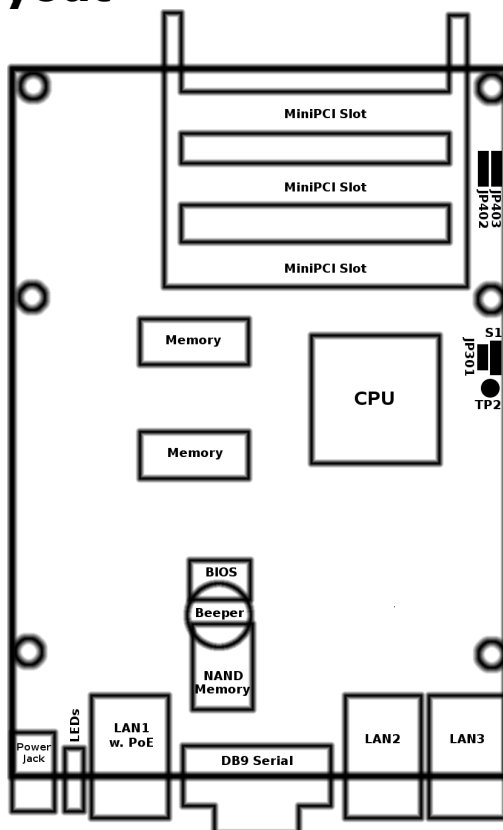 MiniPCI Slot
MiniPCI Slot
JP402
JP403
MiniPCI Slot
S1
JP301
Memory
CPU
TP2
Memory
BIOS
Beeper
NAND
Memory
LEDs
LAN1
w. PoE
LAN2
LAN3
Power
Jack
DB9 Serial